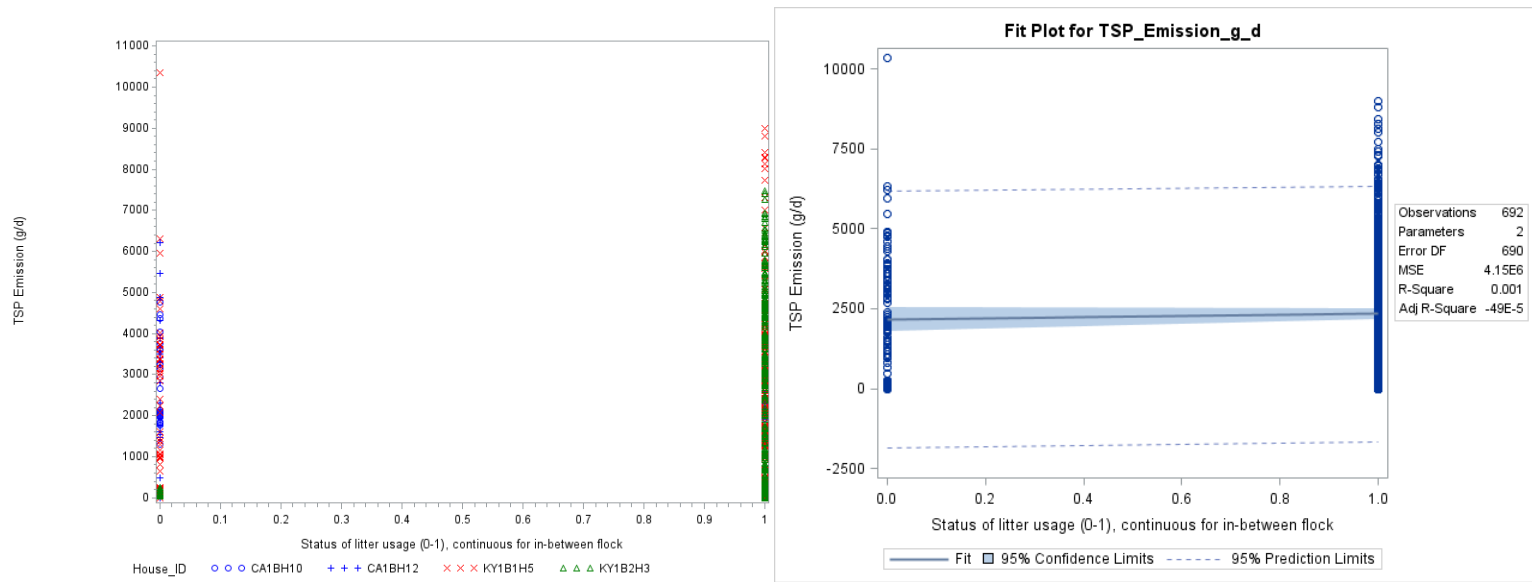 TSP Emission (g/d)
11000
10000
9000
8000
7000
6000
5000
4000
3000
2000
1000
0
0 0.1 0.2 0.3 0.4 0.5 0.6 0.7 0.8 0.9 1
Status of litter usage (0-1), continuous for in-between flock
House_ID CA1BH10 CA1BH12 KY1B1H5 KY1B2H3
Fit Plot for TSP_Emission_g_d
TSP Emission (g/d)
10000
7500
5000
2500
0
-2500
0.0 0.2 0.4 0.6 0.8 1.0
Status of litter usage (0-1), continuous for in-between flock
Fit 95% Confidence Limits 95% Prediction Limits
Observations 692
Parameters 2
Error DF 690
MSE 4.15E6
R-Square 0.001
Adj R-Square -49E-5